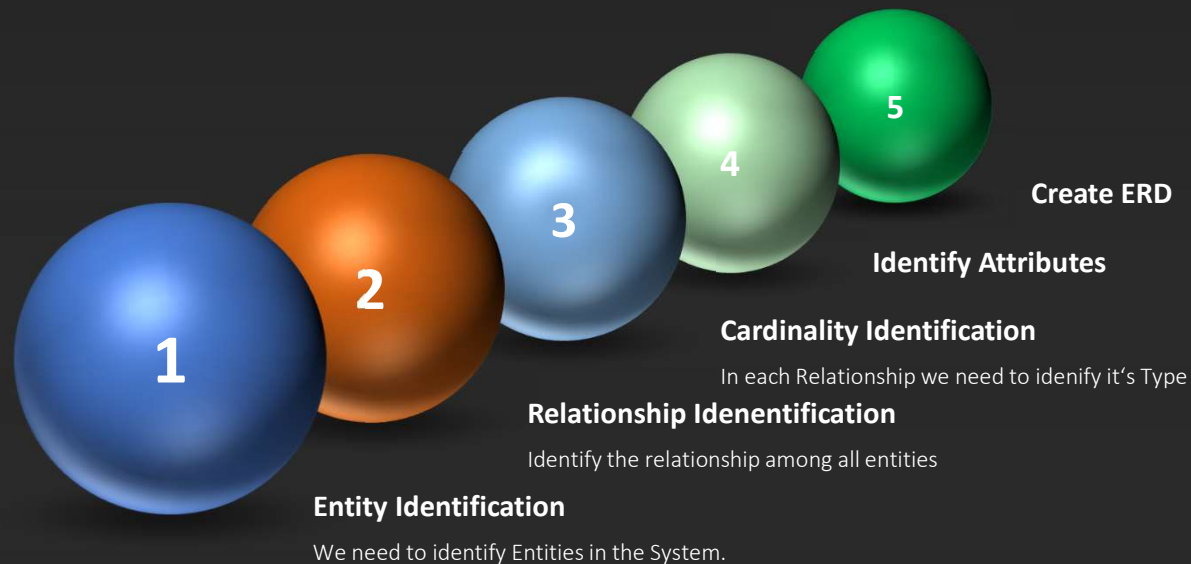 1
Entity Identification
We need to identify Entities in the System.
2
Relationship Idenentification
Identify the relationship among all entities
3
Cardinality Identification
In each Relationship we need to idenify it‘s Type
4
Identify Attributes
5
Create ERD